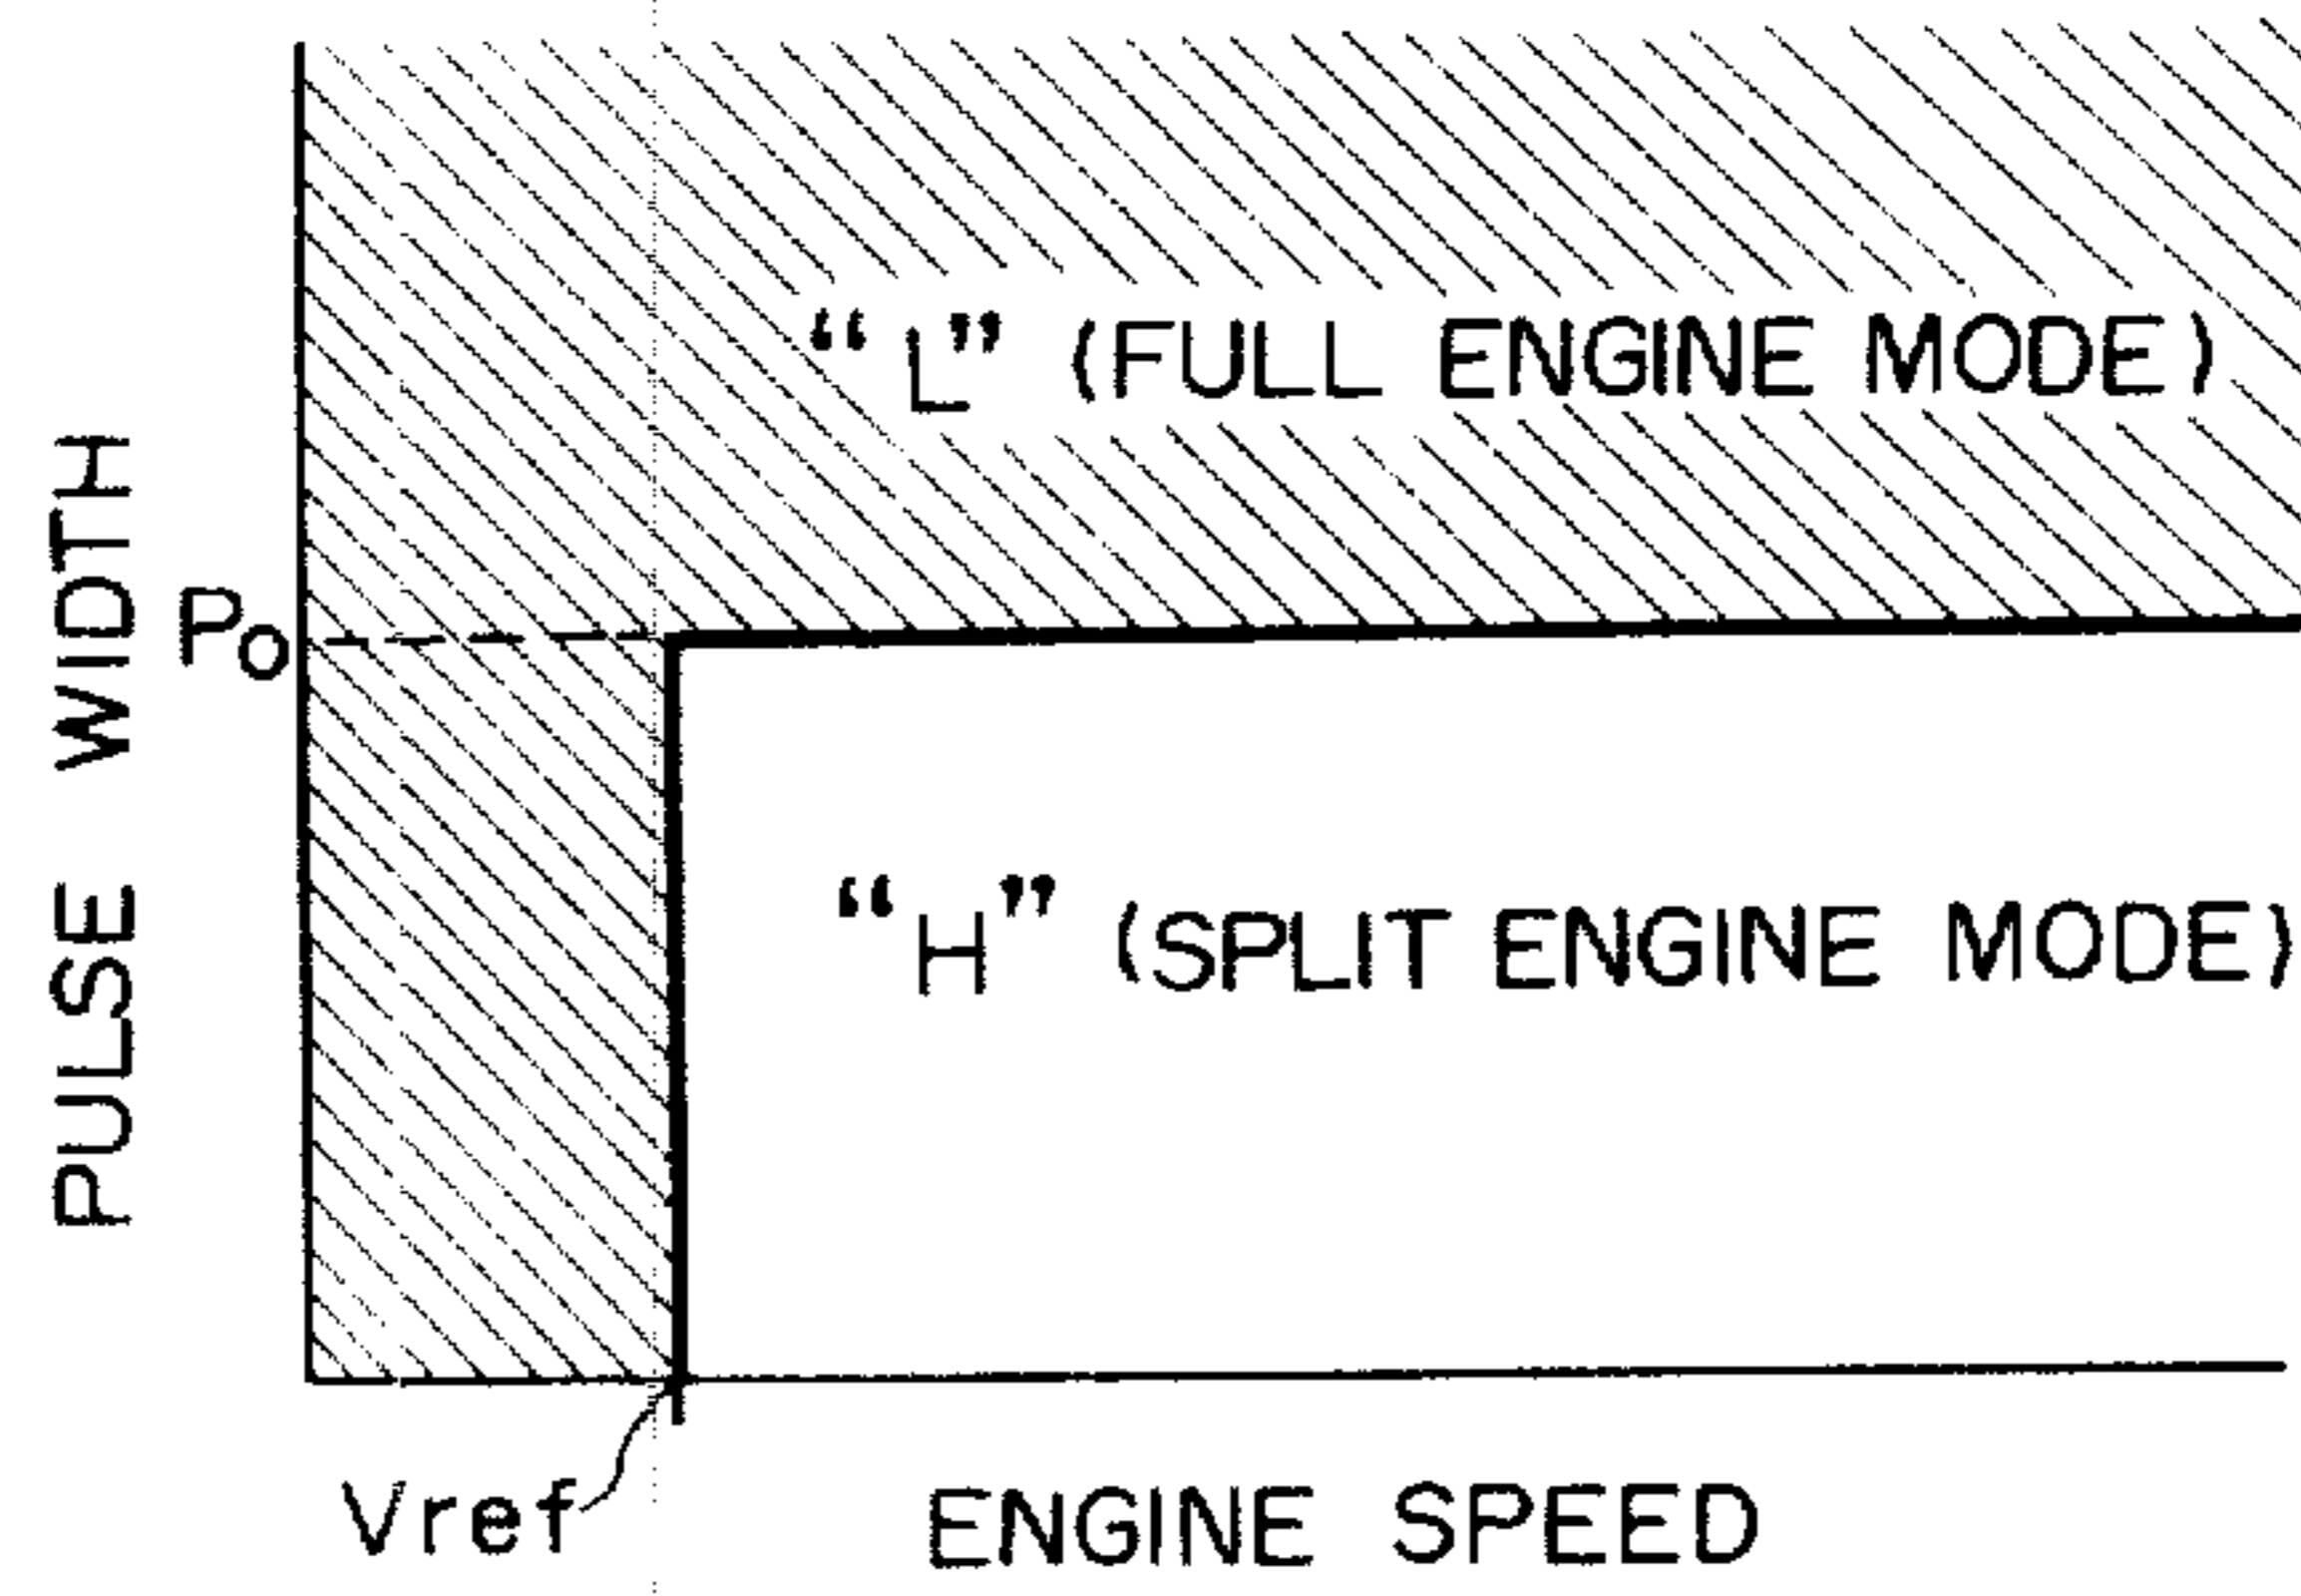 “L” (FULL ENGINE MODE)
PULSE WIDTH
Po
“H” (SPLIT ENGINE MODE)
Vref
ENGINE SPEED